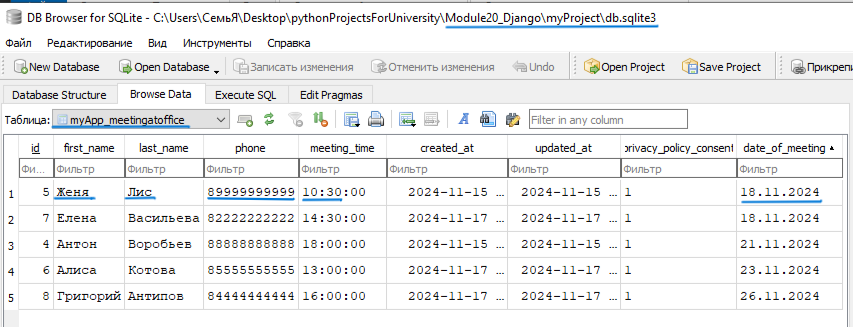 DB Browser for SQLite - C:\Users\СемьЯ\Desktop\pythonProjectsForUniversity\Module20_Django\myProject\db.sqlite3
Файл Редактирование Вид Инструменты Справка
New Database Open Database Записать изменения Отменить изменения Undo Open Project Save Project Прикрепи
Database Structure Browse Data Execute SQL Edit Pragmas
Таблица: myApp_meetingatoffice Filter in any column
id first_name last_name phone meeting_time created_at updated_at privacy_policy_consent date_of_meeting
Фи... Фильтр Фильтр Фильтр Фильтр Фильтр Фильтр Фильтр Фильтр
1 5 Женя Лис 89999999999 10:30:00 2024-11-15 ... 2024-11-15 ... 1 18.11.2024
2 7 Елена Васильева 82222222222 14:30:00 2024-11-17 ... 2024-11-17 ... 1 18.11.2024
3 4 Антон Воробьев 88888888888 18:00:00 2024-11-15 ... 2024-11-15 ... 1 21.11.2024
4 6 Алиса Котова 85555555555 13:00:00 2024-11-17 ... 2024-11-17 ... 1 23.11.2024
5 8 Григорий Антипов 84444444444 16:00:00 2024-11-17 ... 2024-11-17 ... 1 26.11.2024